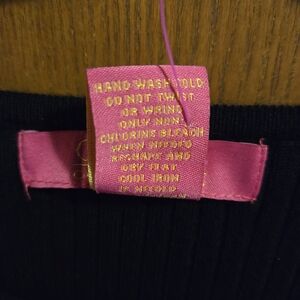 HAND WASH COLD
DO NOT TWIST
OR WRING
ONLY NON-
CHLORINE BLEACH
WHEN NEEDED
RESHAPE AND
DRY FLAT
COOL IRON
IF NEEDED